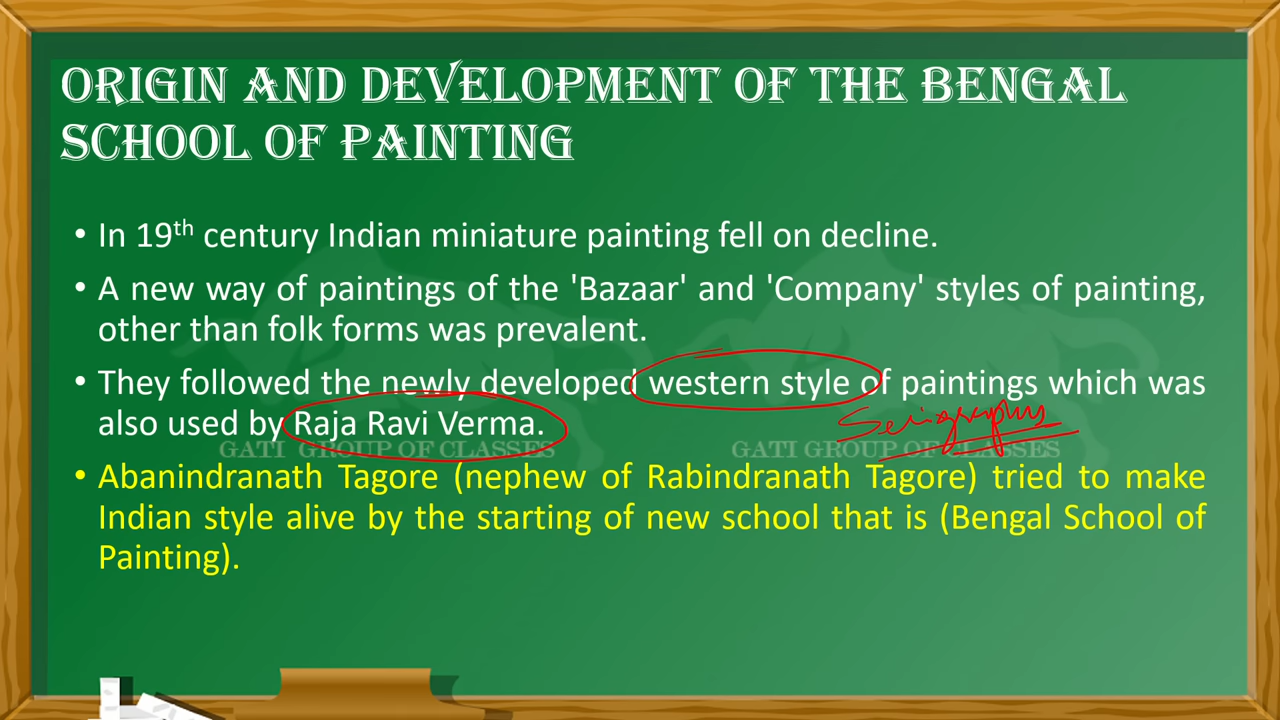 ORIGIN AND DEVELOPMENT OF THE BENGAL
SCHOOL OF PAINTING
• In 19th century Indian miniature painting fell on decline.
• A new way of paintings of the 'Bazaar' and 'Company' styles of painting,
other than folk forms was prevalent.
• They followed the newly developed western style of paintings which was
also used by Raja Ravi Verma.
GATI GROUP OF CLASSES GATI GROUP OF CLASSES
• Abanindranath Tagore (nephew of Rabindranath Tagore) tried to make
Indian style alive by the starting of new school that is (Bengal School of
Painting).